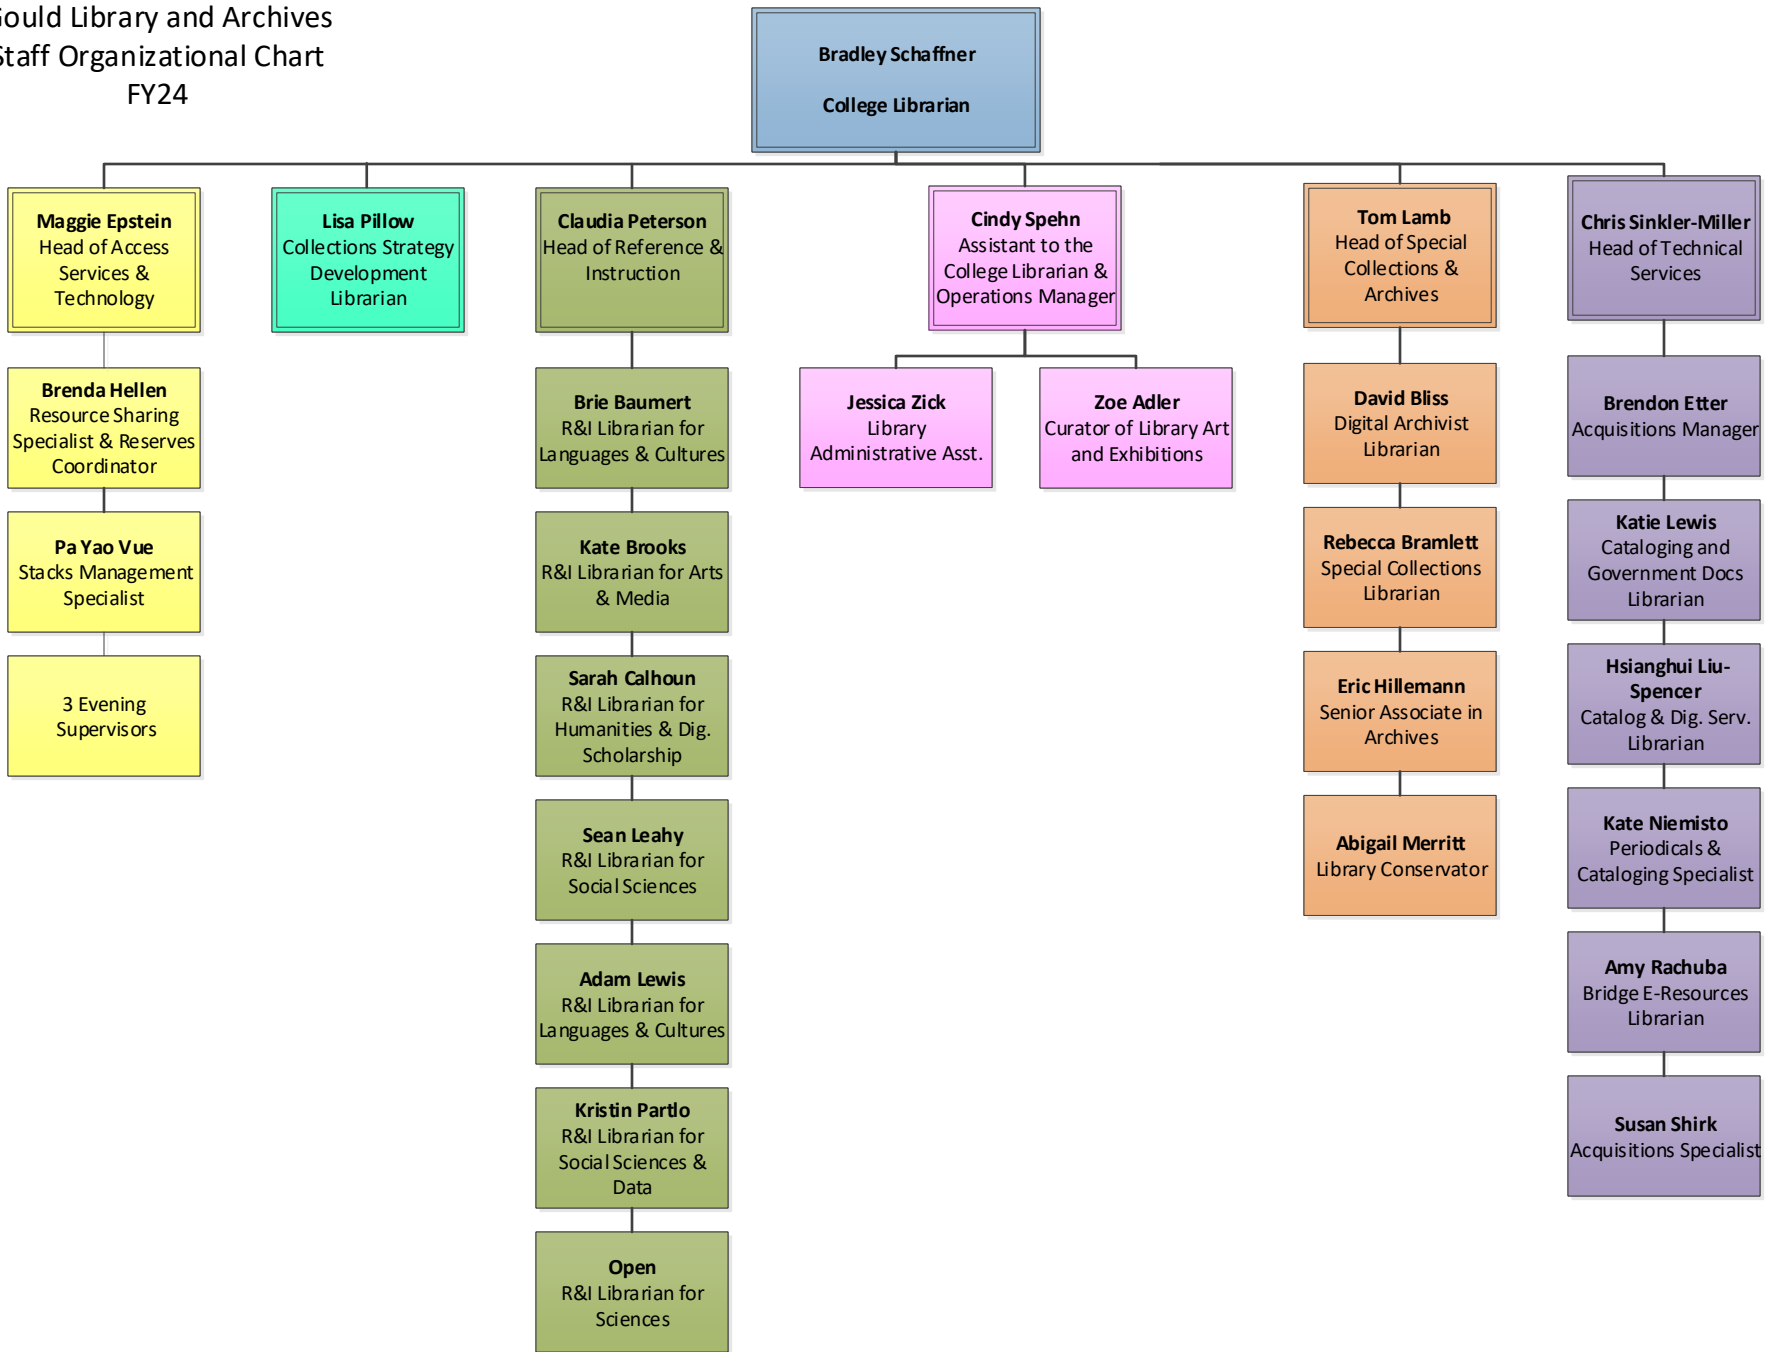 Gould Library and Archives
Staff Organizational Chart
FY24
Bradley Schaffner
College Librarian
Maggie Epstein
Head of Access
Services &
Technology
Lisa Pillow
Collections Strategy
Development
Librarian
Claudia Peterson
Head of Reference &
Instruction
Cindy Spehn
Assistant to the
College Librarian &
Operations Manager
Tom Lamb
Head of Special
Collections &
Archives
Chris Sinkler-Miller
Head of Technical
Services
Brenda Hellen
Resource Sharing
Specialist & Reserves
Coordinator
Pa Yao Vue
Stacks Management
Specialist
3 Evening
Supervisors
Brie Baumert
R&I Librarian for
Languages & Cultures
Kate Brooks
R&I Librarian for Arts
& Media
Sarah Calhoun
R&I Librarian for
Humanities & Dig.
Scholarship
Sean Leahy
R&I Librarian for
Social Sciences
Adam Lewis
R&I Librarian for
Languages & Cultures
Kristin Partlo
R&I Librarian for
Social Sciences &
Data
Open
R&I Librarian for
Sciences
Jessica Zick
Library
Administrative Asst.
Zoe Adler
Curator of Library Art
and Exhibitions
David Bliss
Digital Archivist
Librarian
Rebecca Bramlett
Special Collections
Librarian
Eric Hillemann
Senior Associate in
Archives
Abigail Merritt
Library Conservator
Brendon Etter
Acquisitions Manager
Katie Lewis
Cataloging and
Government Docs
Librarian
Hsianghui Liu-
Spencer
Catalog & Dig. Serv.
Librarian
Kate Niemisto
Periodicals &
Cataloging Specialist
Amy Rachuba
Bridge E-Resources
Librarian
Susan Shirk
Acquisitions Specialist